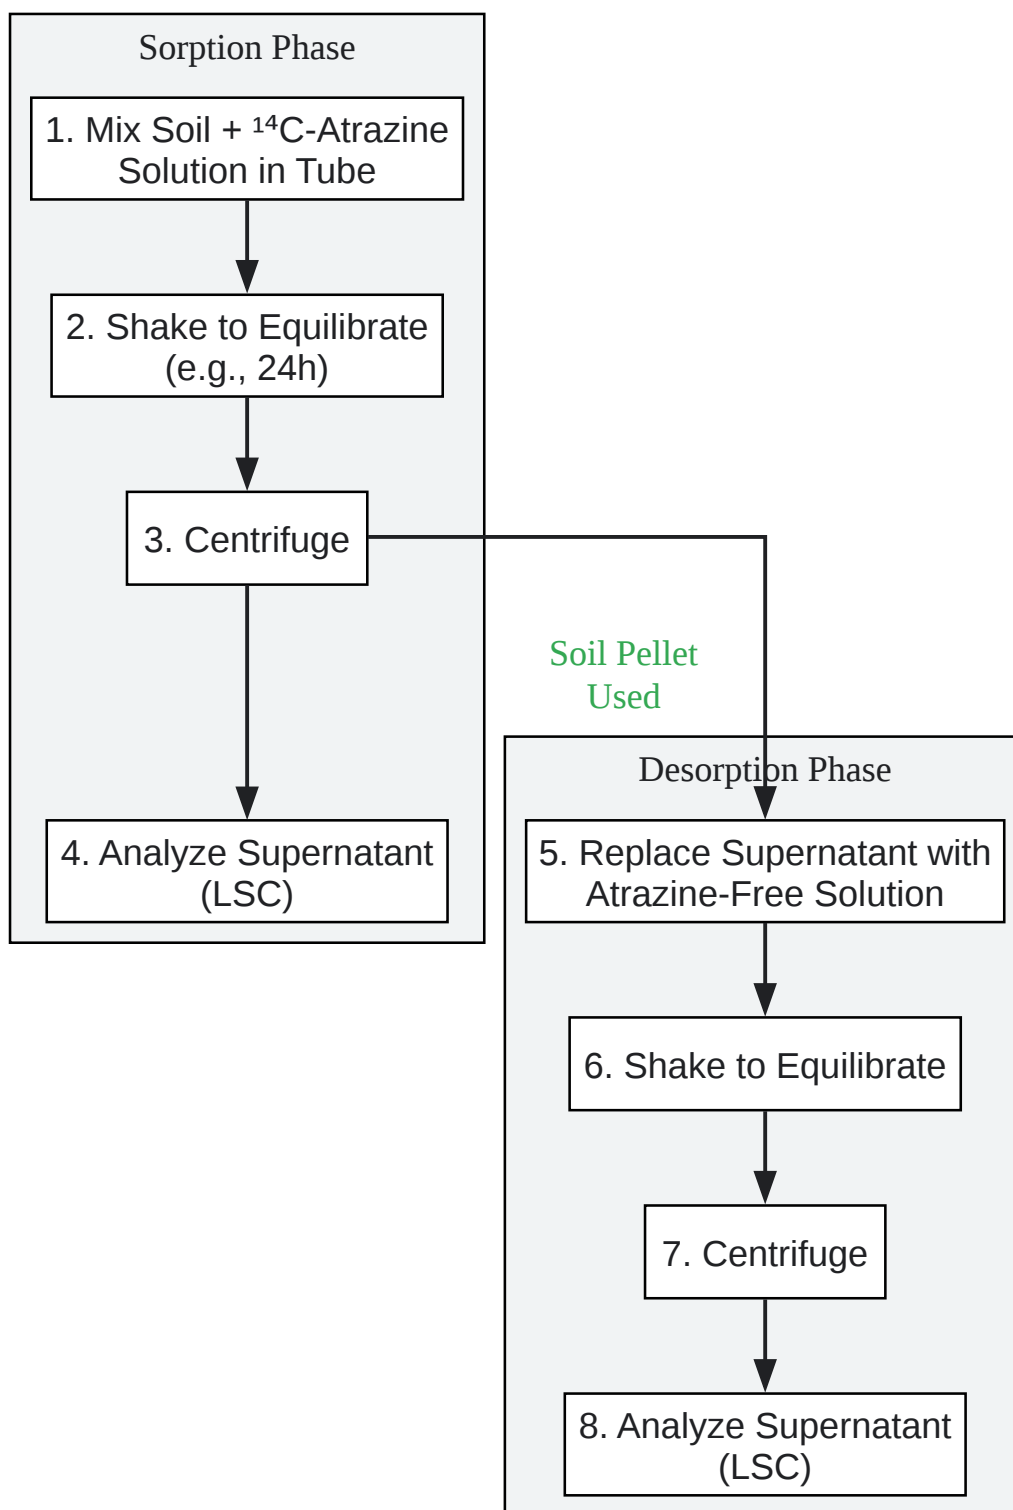 Sorption Phase
1. Mix Soil + ¹⁴C-Atrazine
Solution in Tube
2. Shake to Equilibrate
(e.g., 24h)
3. Centrifuge
4. Analyze Supernatant
(LSC)
Soil Pellet
Used
Desorption Phase
5. Replace Supernatant with
Atrazine-Free Solution
6. Shake to Equilibrate
7. Centrifuge
8. Analyze Supernatant
(LSC)